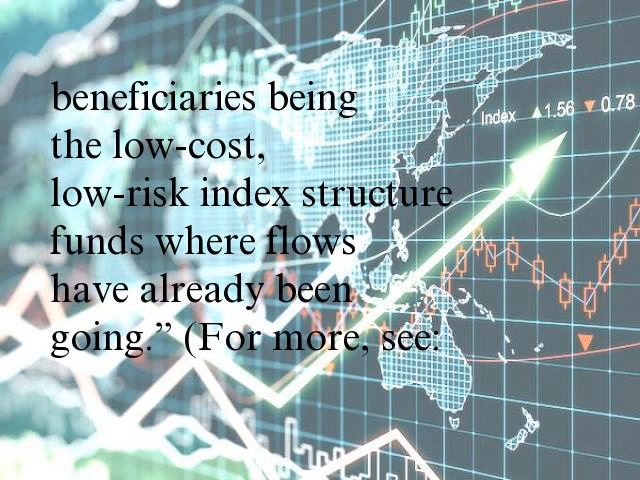 beneficiaries being
the low-cost,
low-risk index structure
funds where flows
have already been
going.” (For more, see:
Index ▲1.56 ▼0.78